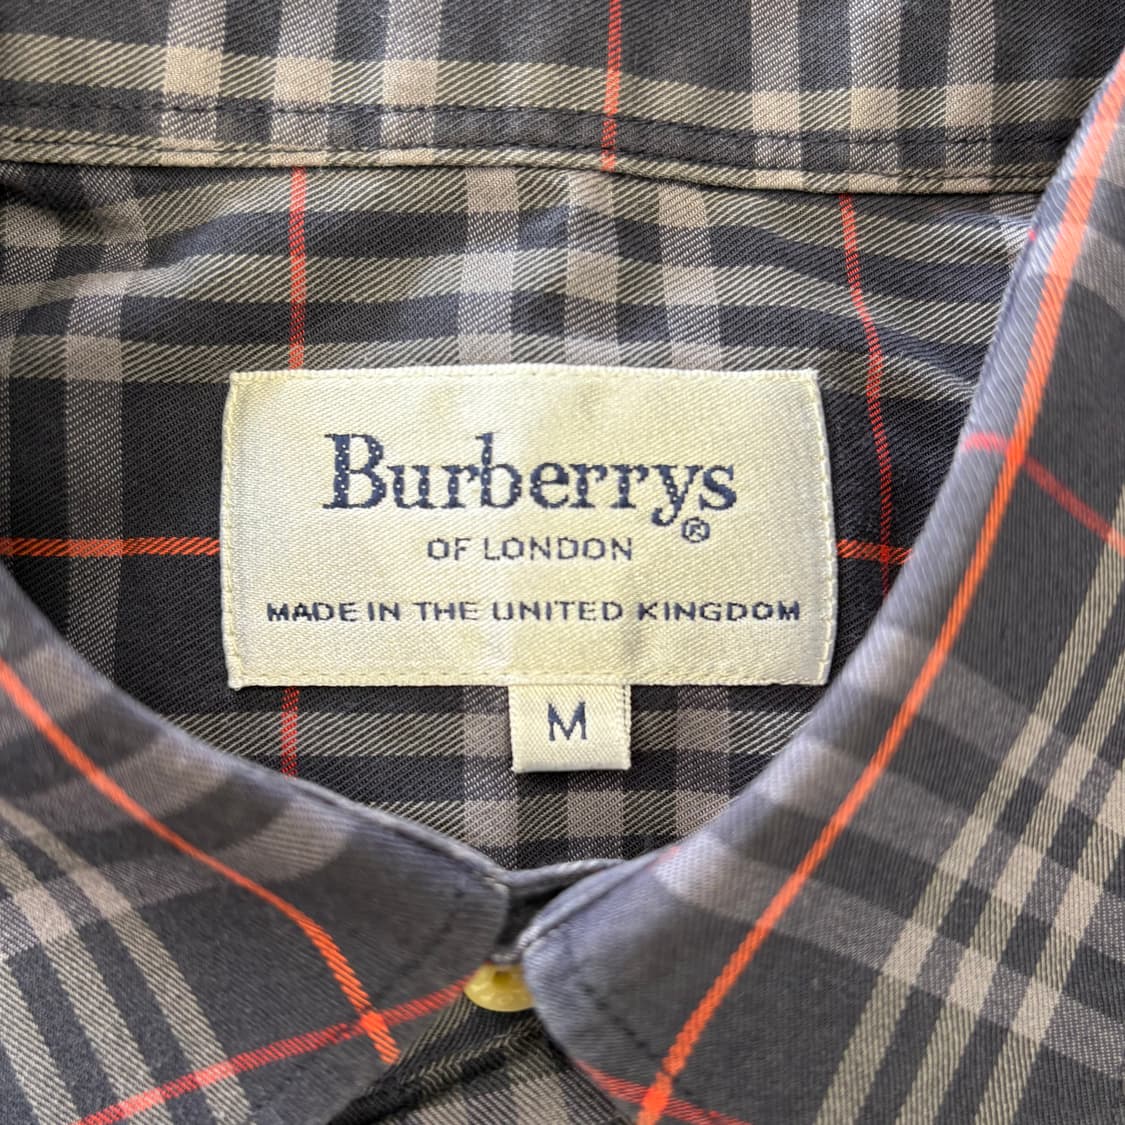 Burberrys®
OF LONDON
MADE IN THE UNITED KINGDOM
M